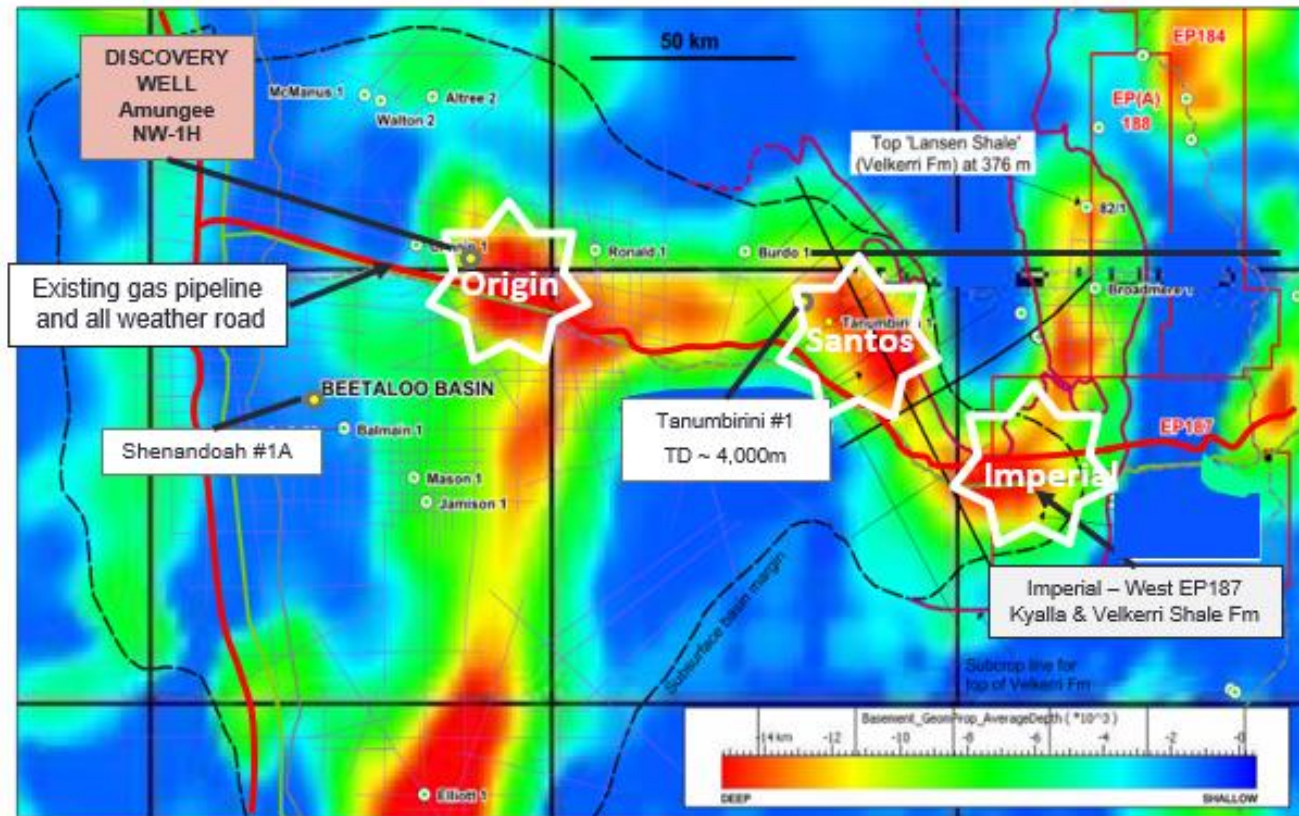 DISCOVERY
WELL
Amungee
NW-1H
50 km
EP184
EP(A)
188
McManus 1
Altree 2
Walton 2
Top 'Lansen Shale'
(Velkerri Fm) at 376 m
82/1
Ronald 1
Burdo 1
Existing gas pipeline
and all weather road
Origin
Broadmere 1
Tanumbirini 1
Santos
BEETALOO BASIN
Shenandoah #1A
Balmain 1
Tanumbirini #1
TD ~ 4,000m
EP187
Mason 1
Jamison 1
Imperial
Imperial – West EP187
Kyalla & Velkerri Shale Fm
Subsurface basin margin
Subcrop line for
top of Velkerri Fm
Elliott 1
Basement_GeomProp_AverageDepth ( *10^3 )
-14 km -12 -10 -8 -6 -4 -2 -0
DEEP SHALLOW